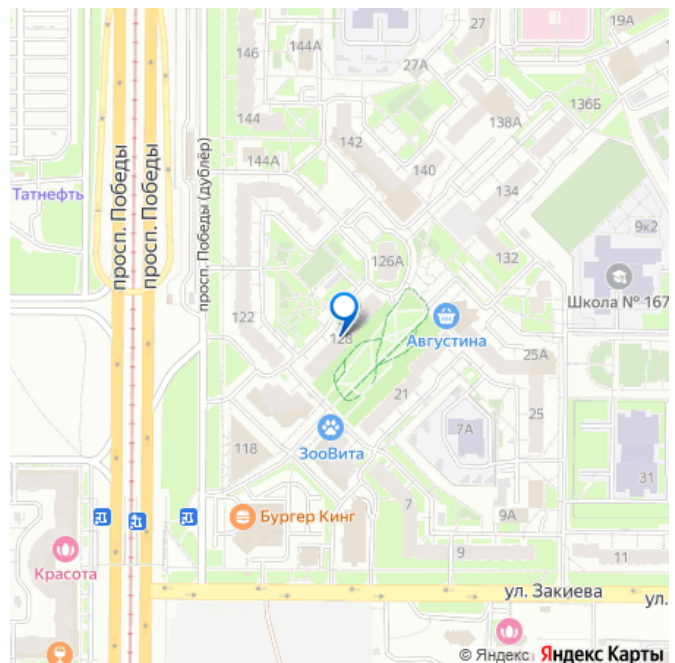 27
19А
146
144А
27А
144
142
138А
136Б
144А
140
134
Татнефть
просп. Победы
просп. Победы
просп. Победы (дублёр)
9к2
126А
132
Школа № 167
122
128
Августина
25А
21
25
7А
118
ЗооВита
31
7
9А
Бургер Кинг
9
11
Красота
ул. Закиева
ул.
© Яндекс Яндекс Карты